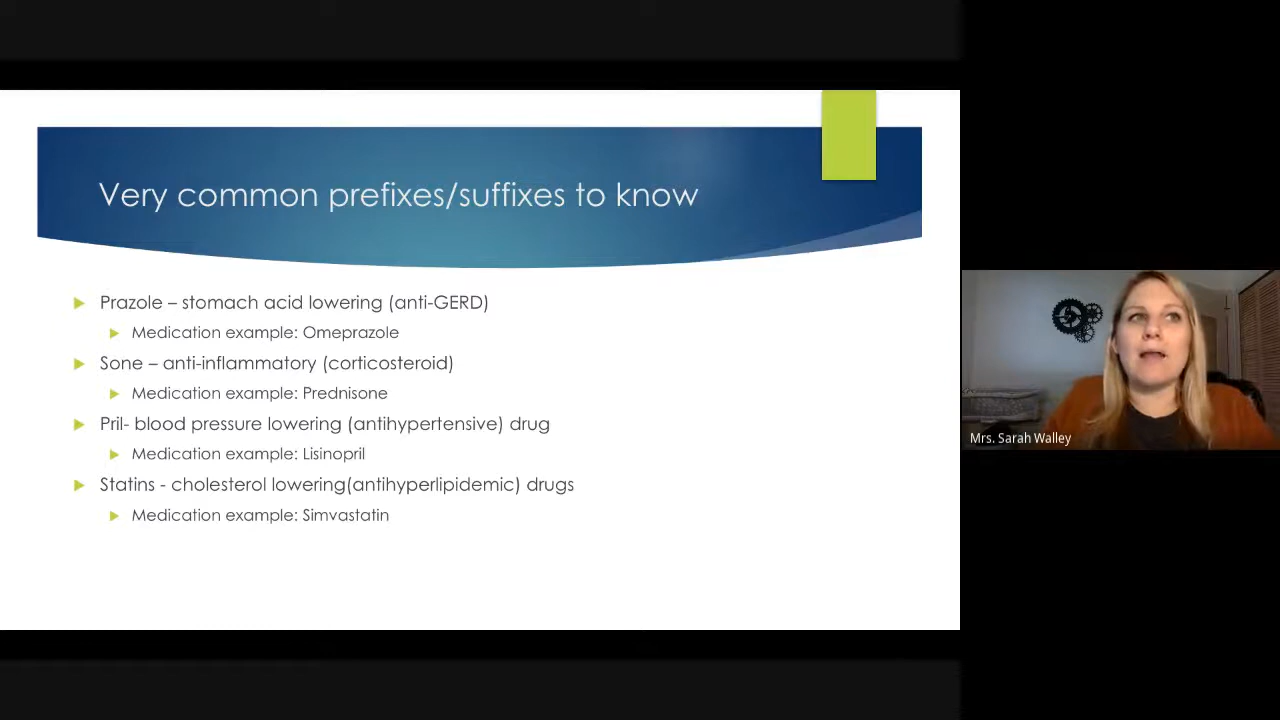 Very common prefixes/suffixes to know
Prazole – stomach acid lowering (anti-GERD)
Medication example: Omeprazole
Sone – anti-inflammatory (corticosteroid)
Medication example: Prednisone
Pril- blood pressure lowering (antihypertensive) drug
Medication example: Lisinopril
Statins - cholesterol lowering(antihyperlipidemic) drugs
Medication example: Simvastatin
Mrs. Sarah Walley